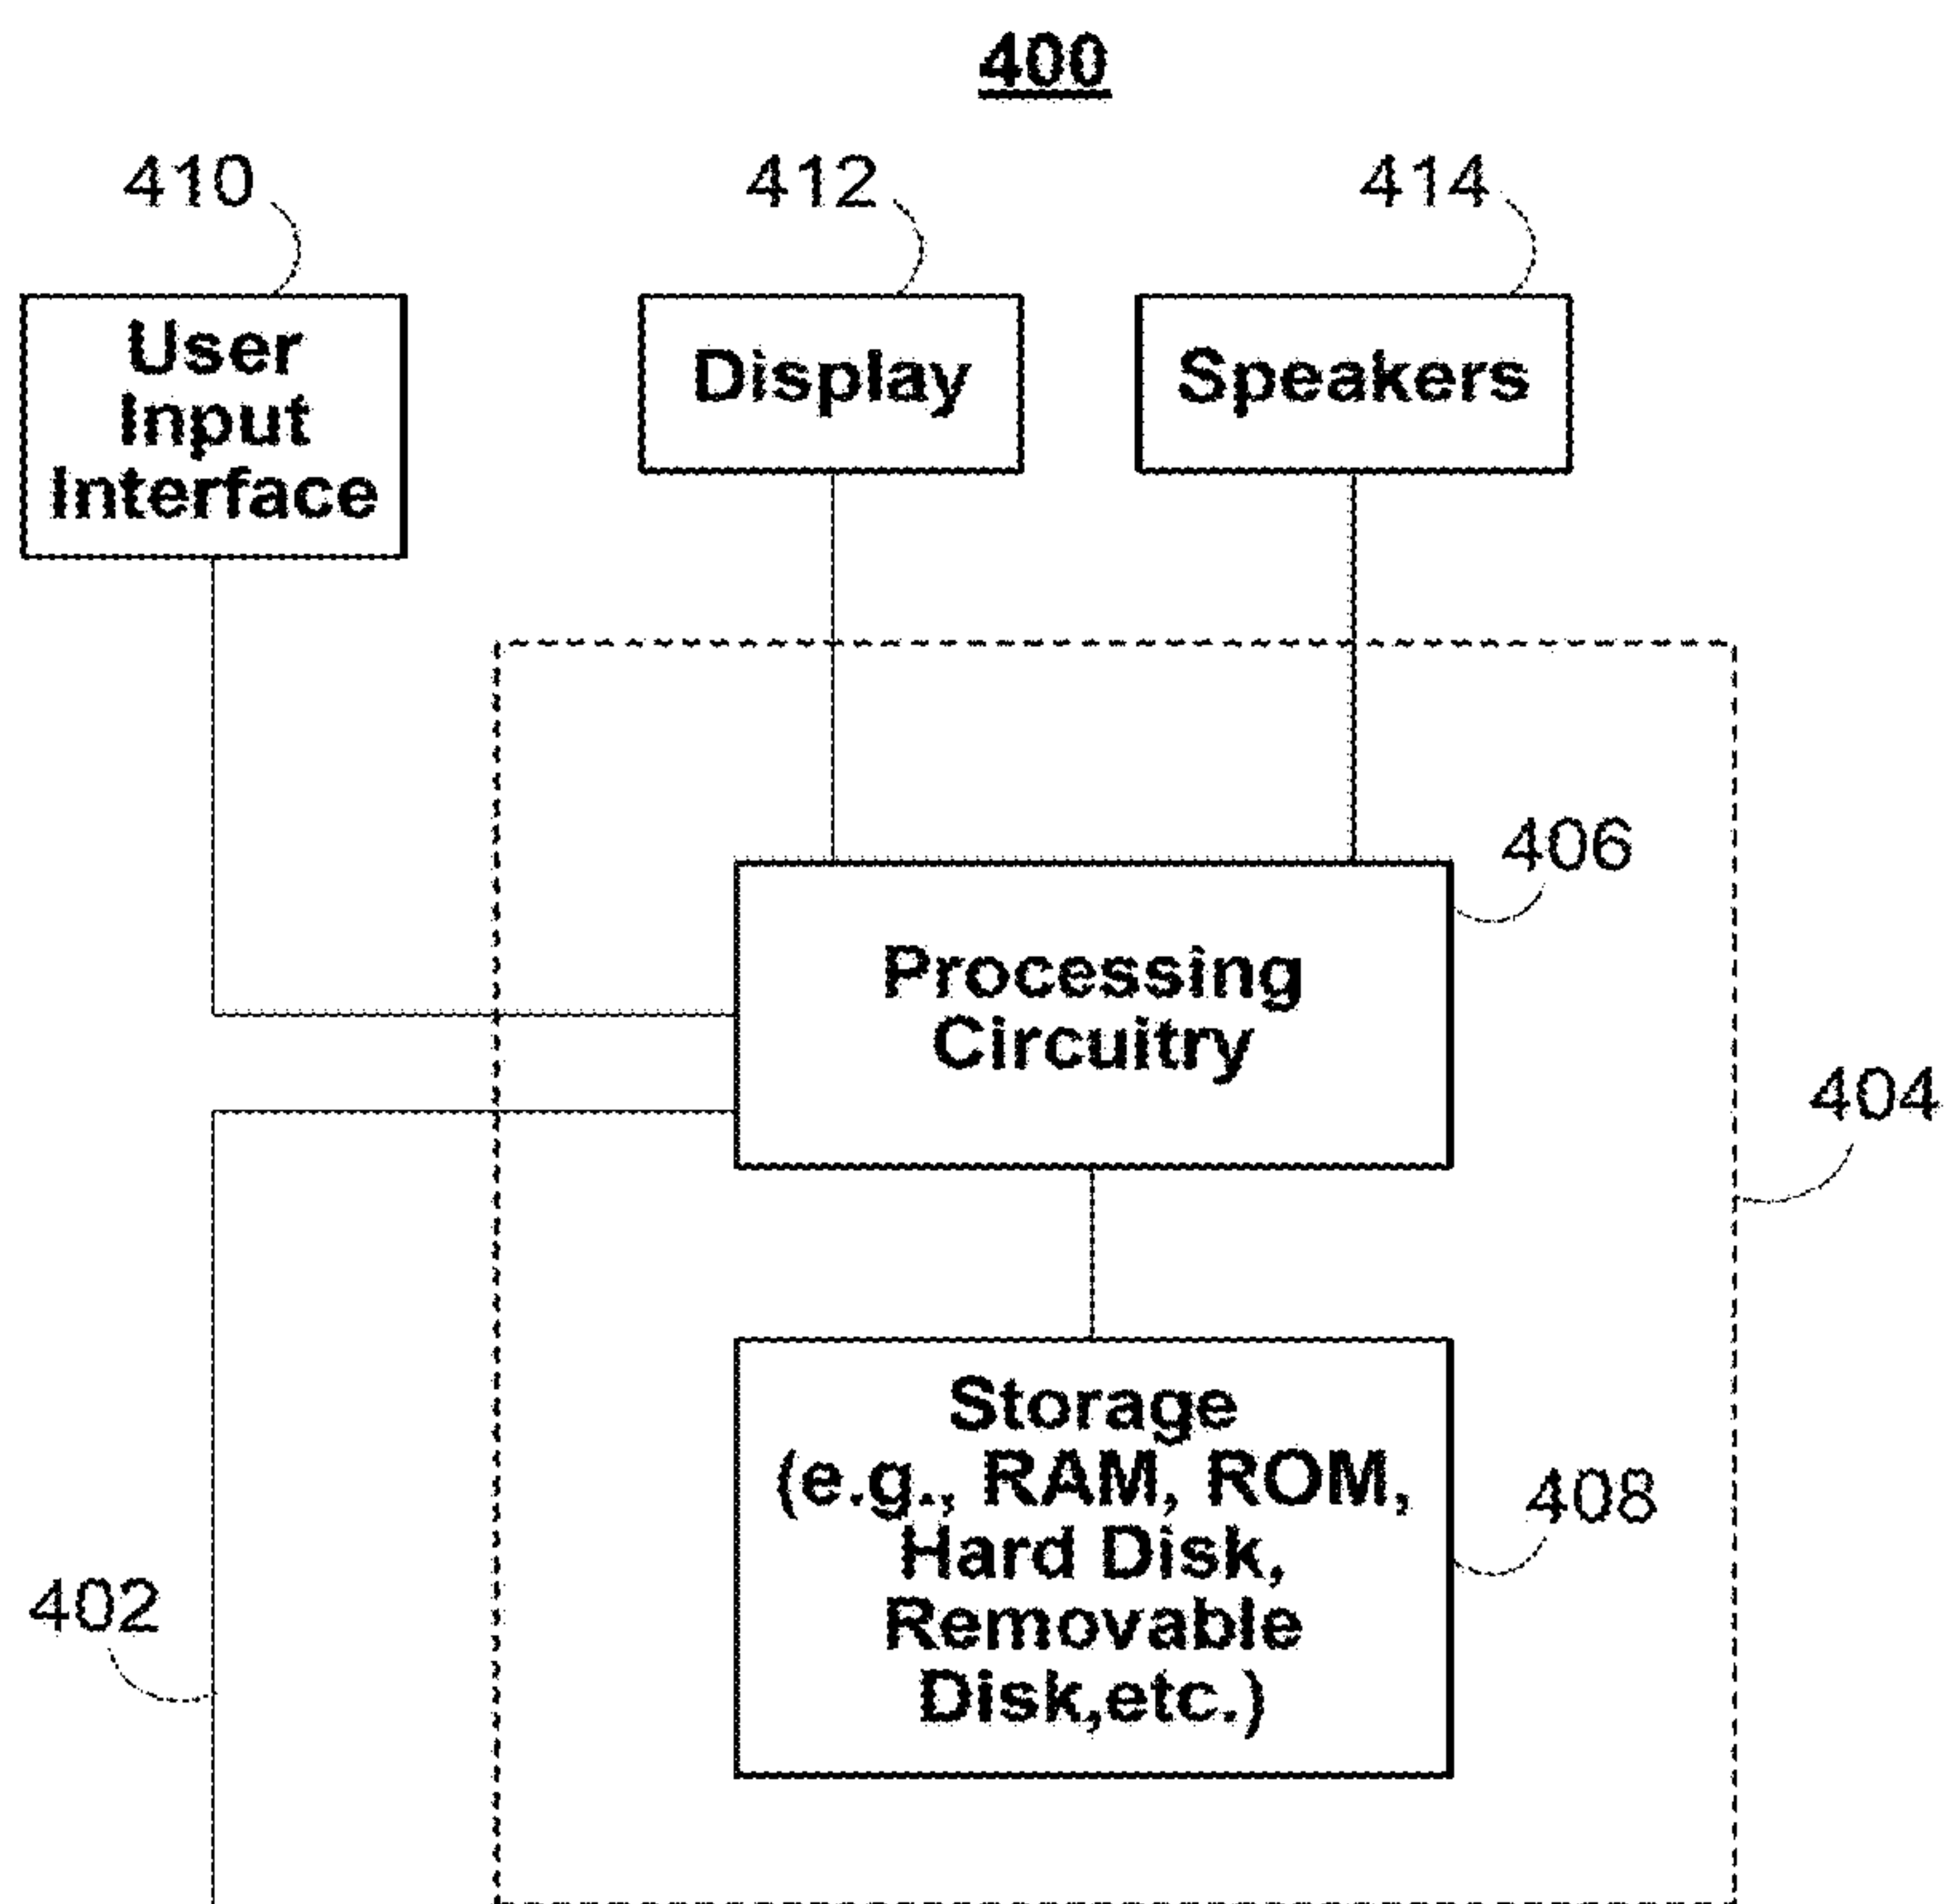 400
410
412
414
User
Input
Interface
Display
Speakers
406
Processing
Circuitry
404
Storage
(e.g., RAM, ROM,
Hard Disk,
Removable
Disk,etc.)
408
402